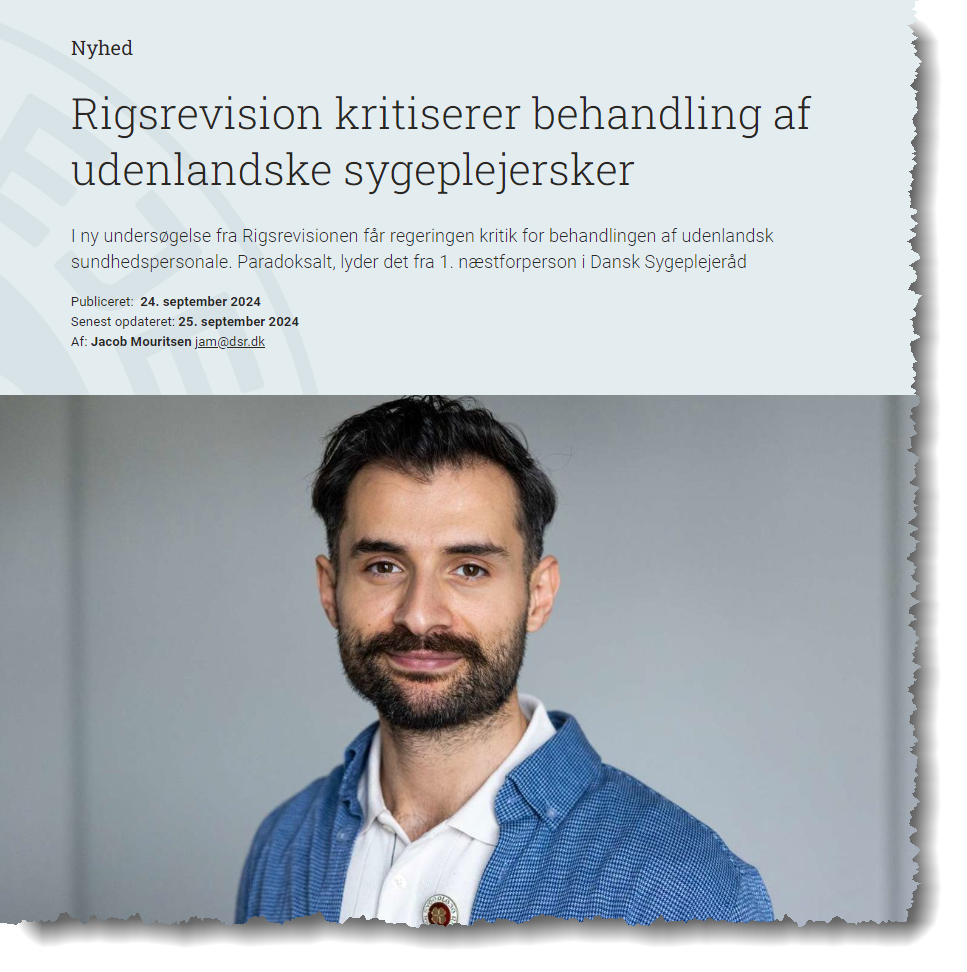 Nyhed
Rigsrevision kritiserer behandling af
udenlandske sygeplejersker
I ny undersøgelse fra Rigsrevisionen får regeringen kritik for behandlingen af udenlandsk
sundhedspersonale. Paradoksalt, lyder det fra 1. næstforperson i Dansk Sygeplejeråd
Publiceret: 24. september 2024
Senest opdateret: 25. september 2024
Af: Jacob Mouritsen jam@dsr.dk